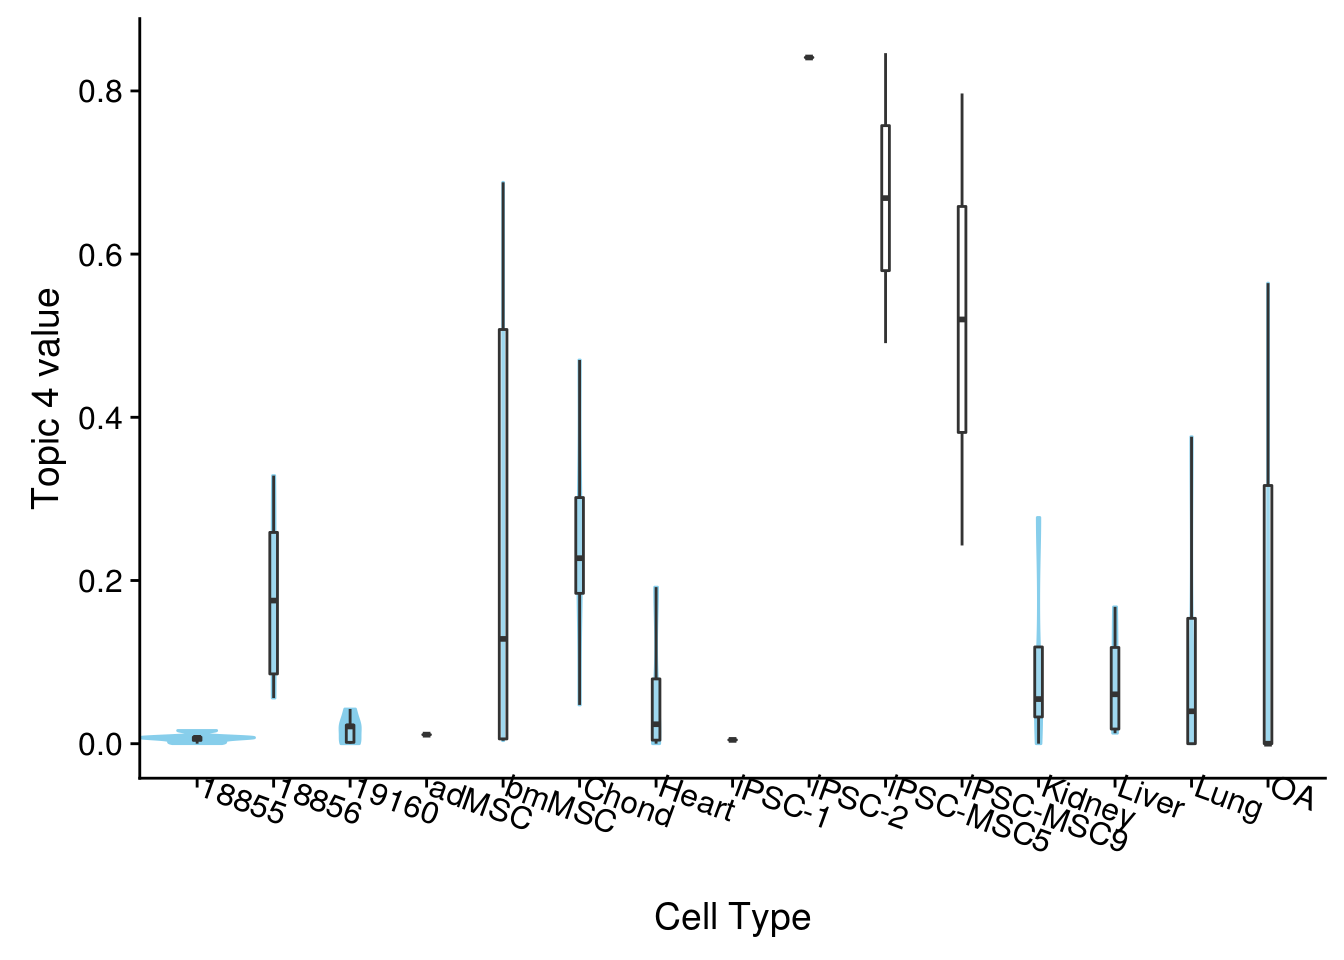 Topic 4 value
0.8
0.6
0.4
0.2
0.0
18855
18856
19160
adMSC
bmMSC
Chond
Heart
iPSC-1
iPSC-2
iPSC-MSC5
iPSC-MSC9
Kidney
Liver
Lung
OA
Cell Type